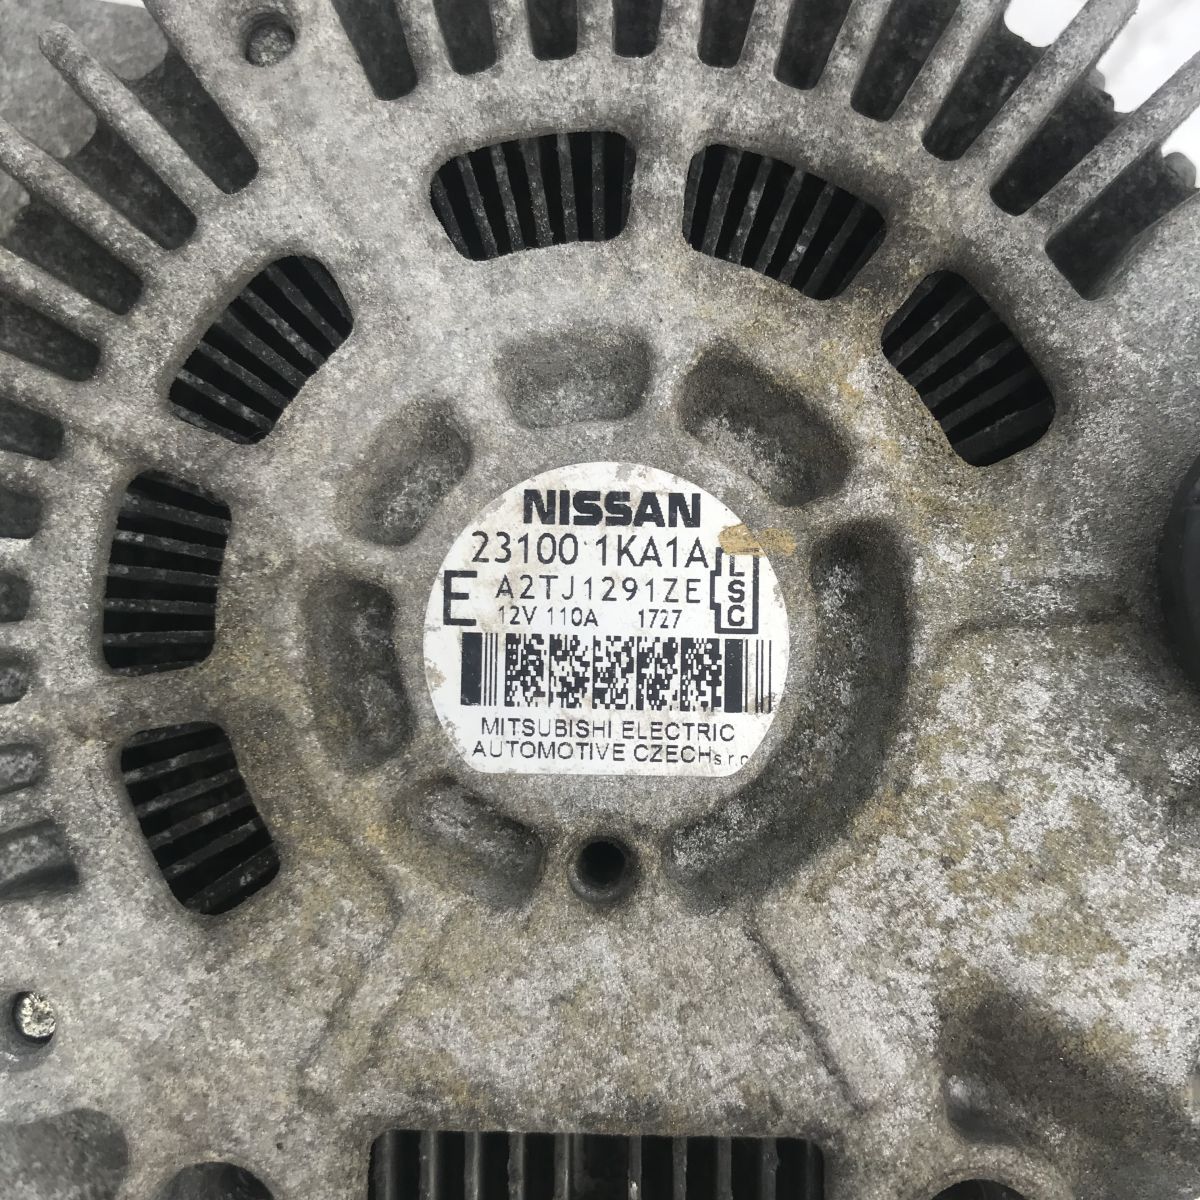 NISSAN
23100 1KA1A
E A2TJ1291ZE
12V 110A 1727
LSC
MITSUBISHI ELECTRIC
AUTOMOTIVE CZECH s.r.o